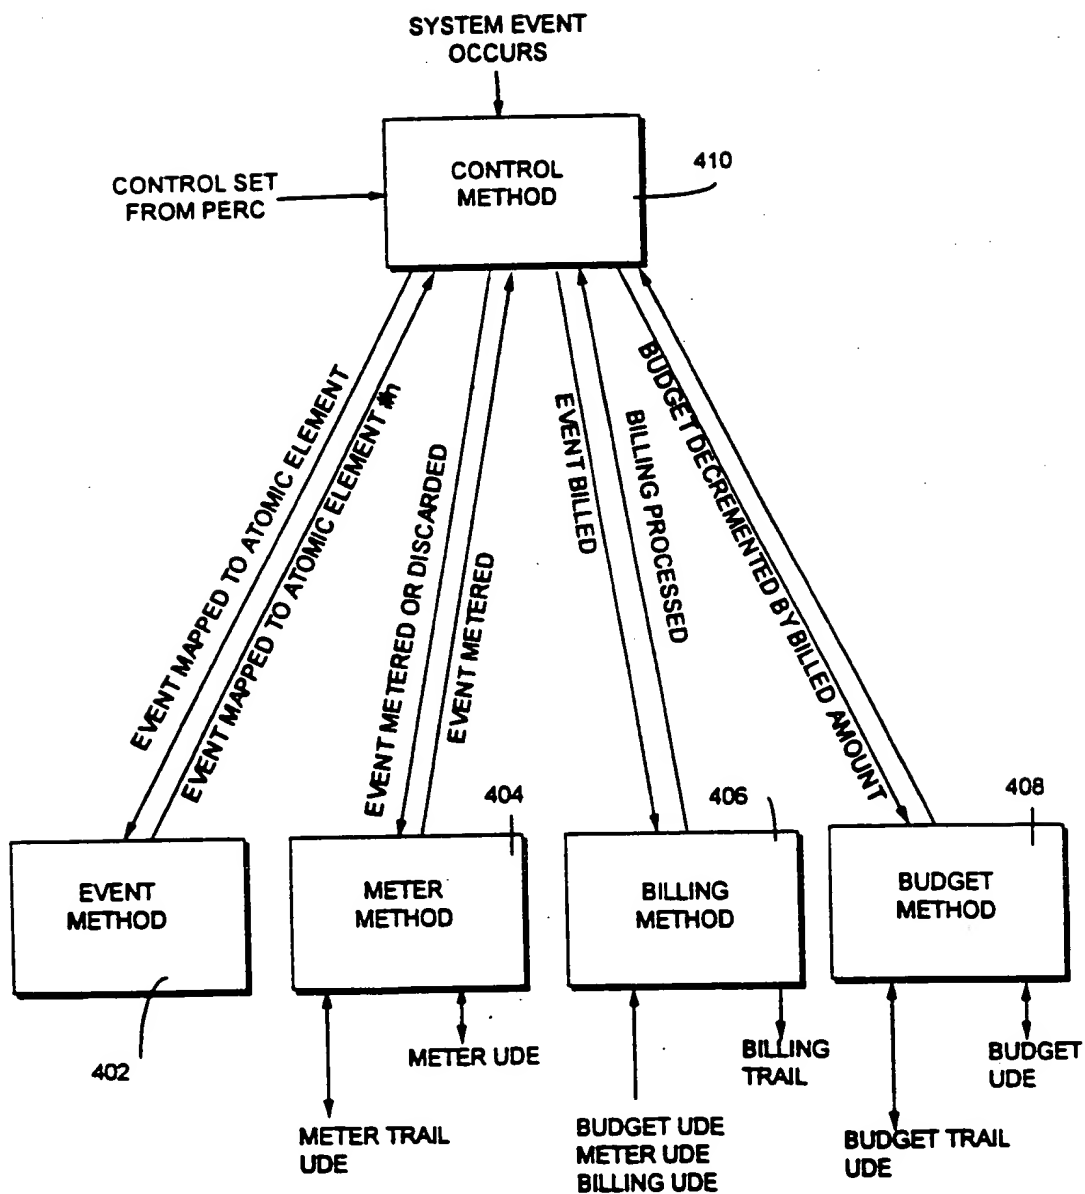 SYSTEM EVENT
OCCURS
CONTROL
METHOD
410
CONTROL SET
FROM PERC
EVENT MAPPED TO ATOMIC ELEMENT
EVENT MAPPED TO ATOMIC ELEMENT #n
EVENT METERED OR DISCARDED
EVENT METERED
EVENT BILLED
BILLING PROCESSED
BUDGET DECREMENTED BY BILLED AMOUNT
404
406
408
EVENT
METHOD
METER
METHOD
BILLING
METHOD
BUDGET
METHOD
402
METER UDE
METER TRAIL
UDE
BILLING
TRAIL
BUDGET UDE
METER UDE
BILLING UDE
BUDGET
UDE
BUDGET TRAIL
UDE